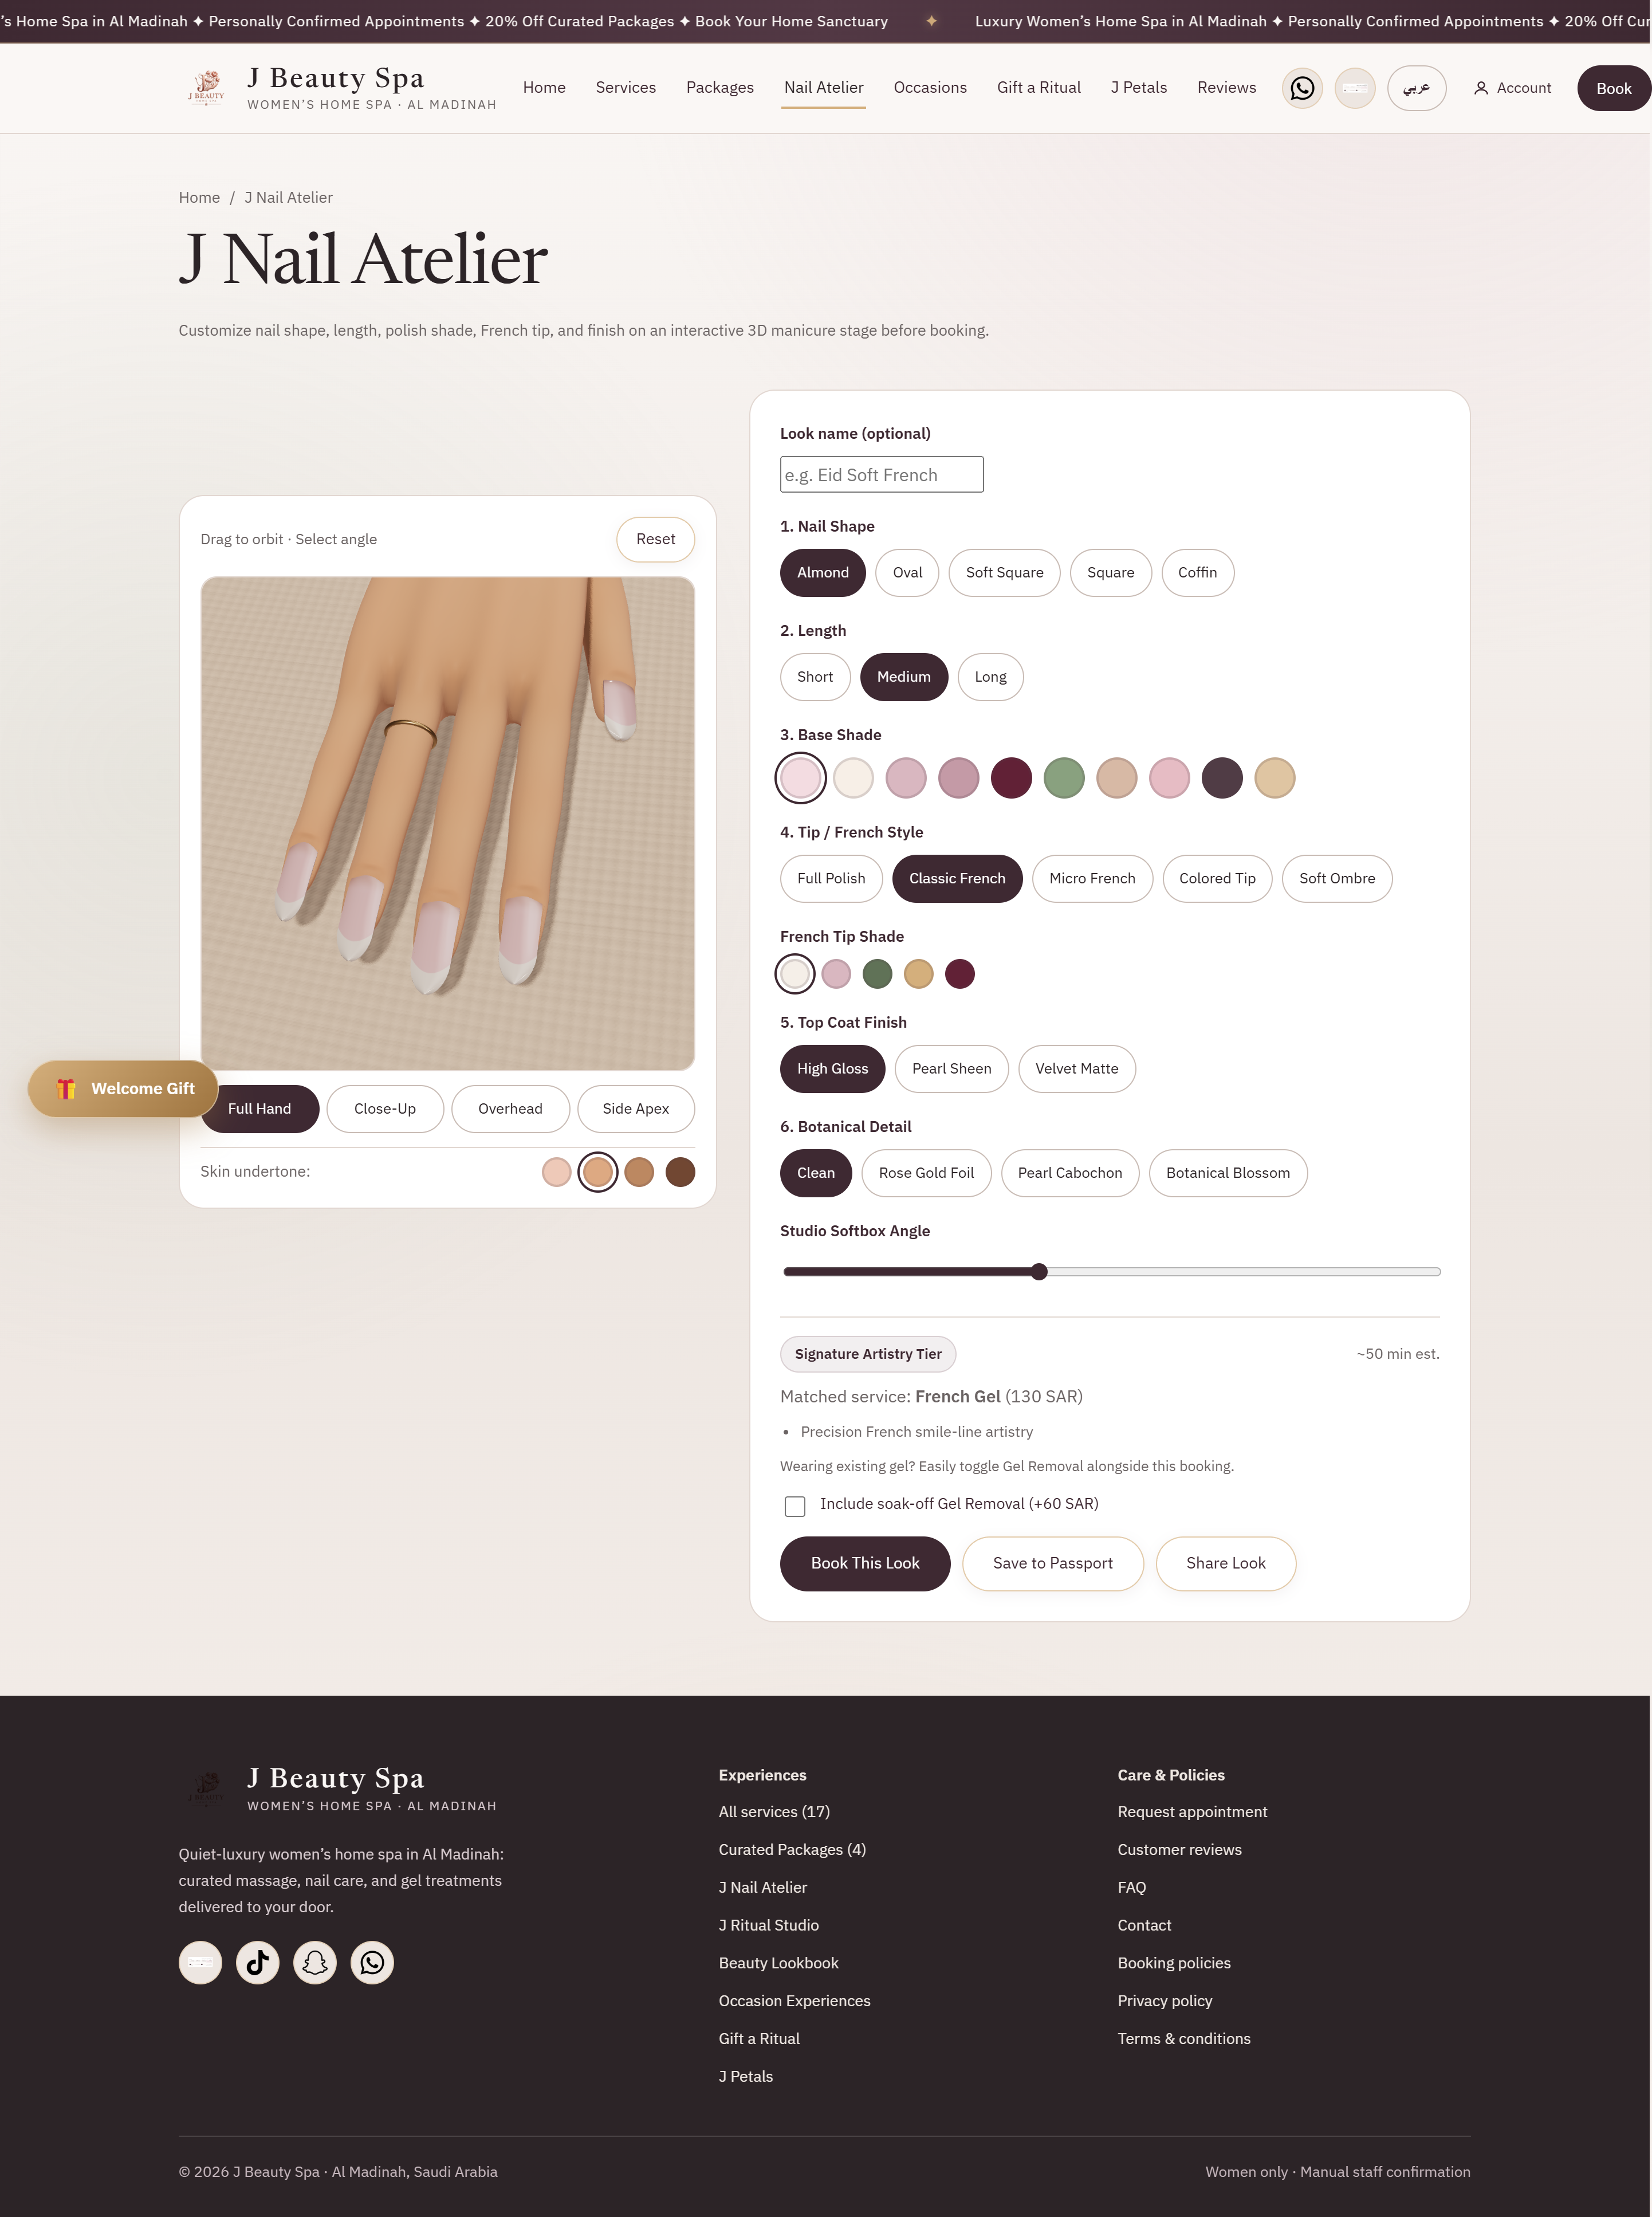 ’s Home Spa in Al Madinah ✦ Personally Confirmed Appointments ✦ 20% Off Curated Packages ✦ Book Your Home Sanctuary ✦ Luxury Women’s Home Spa in Al Madinah ✦ Personally Confirmed Appointments ✦ 20% Off Cur
J BEAUTY
J Beauty Spa
WOMEN’S HOME SPA · AL MADINAH
Home
Services
Packages
Nail Atelier
Occasions
Gift a Ritual
J Petals
Reviews
عربي
Account
Book
Home / J Nail Atelier
J Nail Atelier
Customize nail shape, length, polish shade, French tip, and finish on an interactive 3D manicure stage before booking.
Drag to orbit · Select angle
Reset
Welcome Gift
Full Hand
Close-Up
Overhead
Side Apex
Skin undertone:
Look name (optional)
e.g. Eid Soft French
1. Nail Shape
Almond
Oval
Soft Square
Square
Coffin
2. Length
Short
Medium
Long
3. Base Shade
4. Tip / French Style
Full Polish
Classic French
Micro French
Colored Tip
Soft Ombre
French Tip Shade
5. Top Coat Finish
High Gloss
Pearl Sheen
Velvet Matte
6. Botanical Detail
Clean
Rose Gold Foil
Pearl Cabochon
Botanical Blossom
Studio Softbox Angle
Signature Artistry Tier
~50 min est.
Matched service: French Gel (130 SAR)
• Precision French smile-line artistry
Wearing existing gel? Easily toggle Gel Removal alongside this booking.
Include soak-off Gel Removal (+60 SAR)
Book This Look
Save to Passport
Share Look
J BEAUTY
J Beauty Spa
WOMEN’S HOME SPA · AL MADINAH
Quiet-luxury women’s home spa in Al Madinah:
curated massage, nail care, and gel treatments
delivered to your door.
Experiences
All services (17)
Curated Packages (4)
J Nail Atelier
J Ritual Studio
Beauty Lookbook
Occasion Experiences
Gift a Ritual
J Petals
Care & Policies
Request appointment
Customer reviews
FAQ
Contact
Booking policies
Privacy policy
Terms & conditions
© 2026 J Beauty Spa · Al Madinah, Saudi Arabia
Women only · Manual staff confirmation